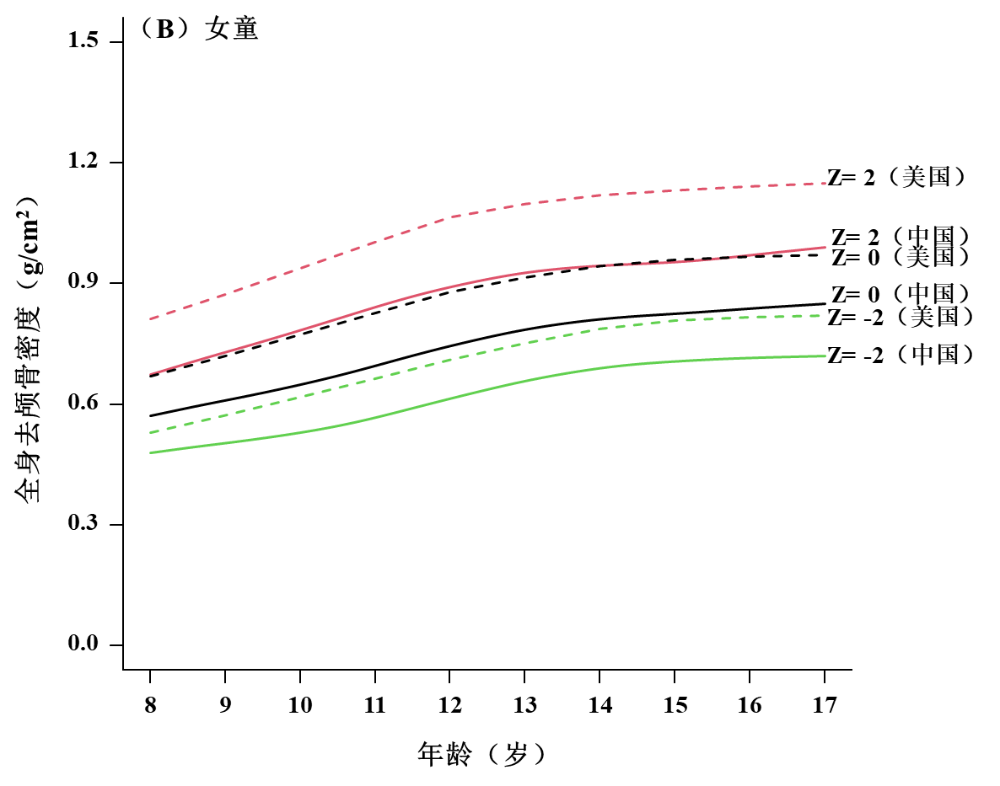 （B）女童
1.5
1.2
0.9
0.6
0.3
0.0
全身去颅骨密度（g/cm²）
Z= 2（美国）
Z= 2（中国）
Z= 0（美国）
Z= 0（中国）
Z= -2（美国）
Z= -2（中国）
8 9 10 11 12 13 14 15 16 17
年龄（岁）